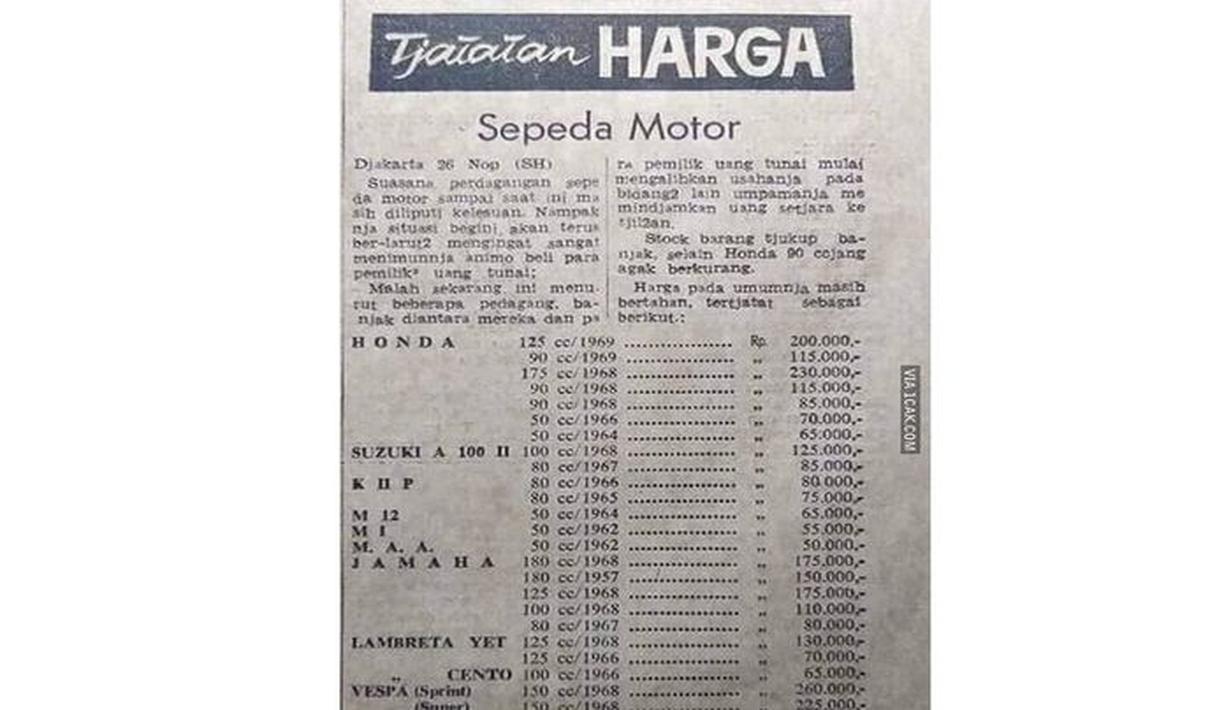 Tjatatan HARGA
Sepeda Motor
Djakarta 26 Nop (SH)
Suasana perdagangan sepe
da motor sampai saat ini ma
sih diliputi kelesuan. Nampak
nja situasi begini akan terus
ber-larut2 mengingat sangat
menimunnja animo beli para
pemilik² uang tunai;
Malah sekarang ini menu-
rut beberapa pedagang, ba-
njak diantara mereka dan pa
ra pemilik uang tunai mulai
mengalihkan usahanja pada
bidang2 lain umpamanja me
mindjamkan uang setjara ke
tjil2an.
Stock barang tjukup ba-
njak, selain Honda 90 cojang
agak berkurang.
Harga pada umumnja masih
bertahan, tertjatat sebagai
berikut.:
HONDA 125 cc/1969 .................. Rp. 200.000,-
90 cc/1969 .................. „ 115.000,-
175 cc/1968 .................. „ 230.000,-
90 cc/1968 .................. „ 115.000,-
90 cc/1968 .................. „ 85.000,-
50 cc/1966 .................. „ 70.000,-
50 cc/1964 .................. „ 65.000,-
SUZUKI A 100 II 100 cc/1968 .................. „ 125.000,-
80 cc/1967 .................. „ 85.000,-
K II P 80 cc/1966 .................. „ 80.000,-
80 cc/1965 .................. „ 75.000,-
M 12 50 cc/1964 .................. „ 65.000,-
M I 50 cc/1962 .................. „ 55.000,-
M. A. A. 50 cc/1962 .................. „ 50.000,-
JAMAHA 180 cc/1968 .................. „ 175.000,-
180 cc/1957 .................. „ 150.000,-
125 cc/1968 .................. „ 175.000,-
100 cc/1968 .................. „ 110.000,-
80 cc/1967 .................. „ 80.000,-
LAMBRETA YET 125 cc/1968 .................. „ 130.000,-
125 cc/1966 .................. „ 70.000,-
„ CENTO 100 cc/1966 .................. „ 65.000,-
VESPA (Sprint) 150 cc/1968 .................. „ 260.000,-
(Super) 150 cc/1968 .................. „ 225.000,-
VIA 1CAK.COM